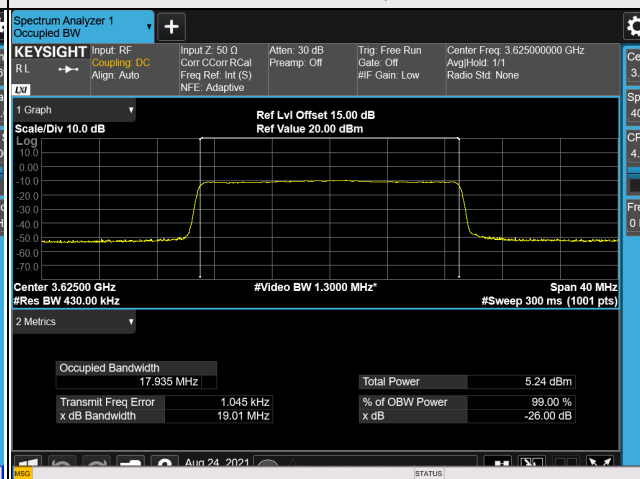 Spectrum Analyzer 1
Occupied BW
KEYSIGHT
R L
LXI
Input: RF
Coupling: DC
Align: Auto
Input Z: 50 Ω
Corr CCorr RCal
Freq Ref: Int (S)
NFE: Adaptive
Atten: 30 dB
Preamp: Off
Trig: Free Run
Gate: Off
#IF Gain: Low
Center Freq: 3.625000000 GHz
Avg|Hold: 1/1
Radio Std: None
1 Graph
Scale/Div 10.0 dB
Ref Lvl Offset 15.00 dB
Ref Value 20.00 dBm
Log
10.0
0.00
-10.0
-20.0
-30.0
-40.0
-50.0
-60.0
-70.0
Center 3.62500 GHz
#Res BW 430.00 kHz
#Video BW 1.3000 MHz*
Span 40 MHz
#Sweep 300 ms (1001 pts)
2 Metrics
Occupied Bandwidth
17.935 MHz
Total Power 5.24 dBm
Transmit Freq Error 1.045 kHz
% of OBW Power 99.00 %
x dB Bandwidth 19.01 MHz
x dB -26.00 dB
Aug 24, 2021
MSG
STATUS